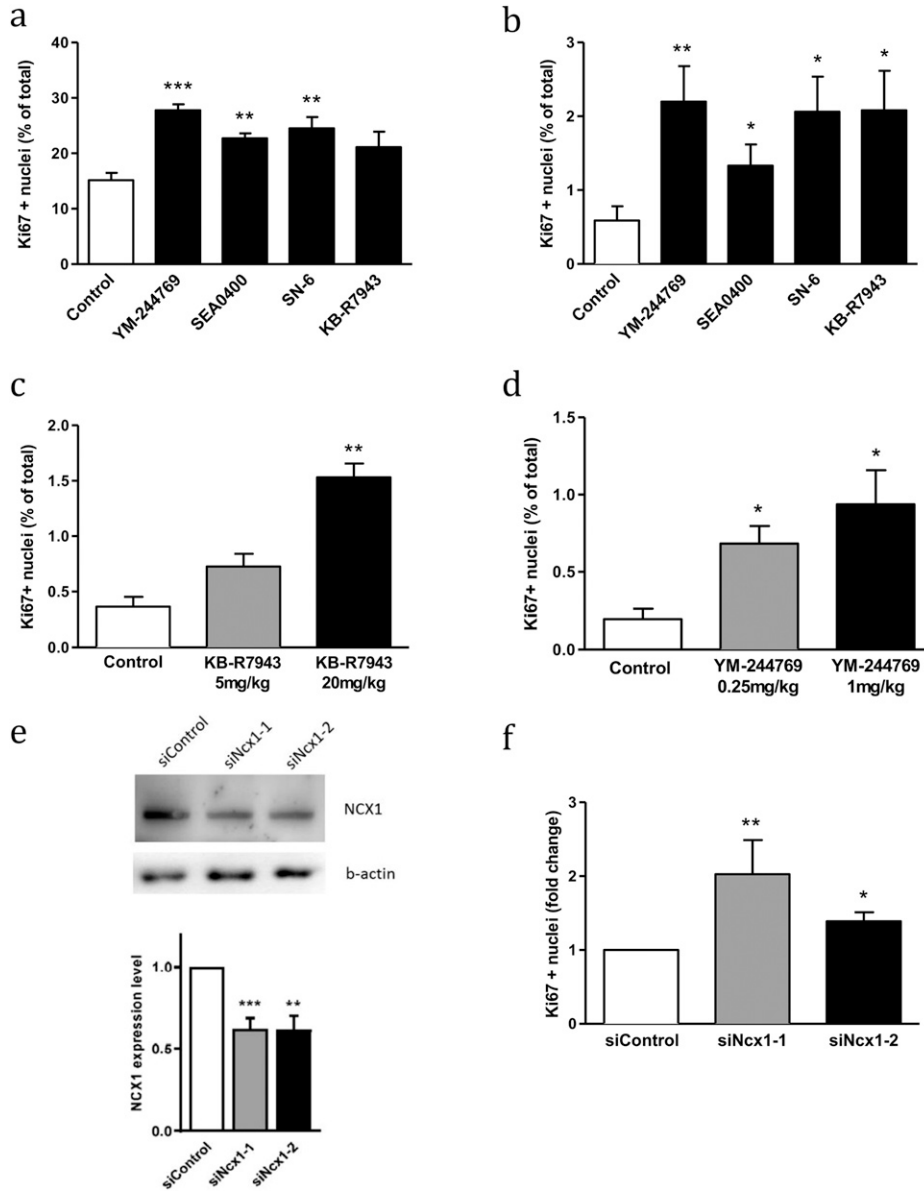 a
Ki67 + nuclei (% of total)
40
30
20
10
0
***
**
**
Control
YM-244769
SEA0400
SN-6
KB-R7943
b
Ki67 + nuclei (% of total)
3
2
1
0
**
*
*
*
Control
YM-244769
SEA0400
SN-6
KB-R7943
c
Ki67+ nuclei (% of total)
2.0
1.5
1.0
0.5
0.0
**
Control
KB-R7943
5mg/kg
KB-R7943
20mg/kg
d
Ki67+ nuclei (% of total)
1.5
1.0
0.5
0.0
*
*
Control
YM-244769
0.25mg/kg
YM-244769
1mg/kg
e
siControl
siNcx1-1
siNcx1-2
NCX1
b-actin
NCX1 expression level
1.0
0.5
0.0
***
**
siControl
siNcx1-1
siNcx1-2
f
Ki67 + nuclei (fold change)
3
2
1
0
**
*
siControl
siNcx1-1
siNcx1-2